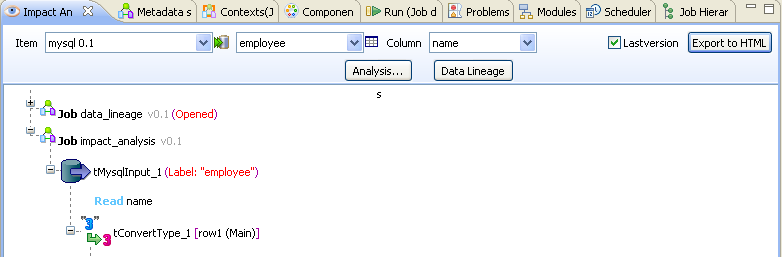 Impact An Metadata s Contexts(J Componen Run (Job d Problems Modules Scheduler Job Hierar
Item mysql 0.1 employee Column name Lastversion Export to HTML
Analysis... Data Lineage
s
Job data_lineage v0.1 (Opened)
Job impact_analysis v0.1
tMysqlInput_1 (Label: "employee")
Read name
"3"
3
tConvertType_1 [row1 (Main)]